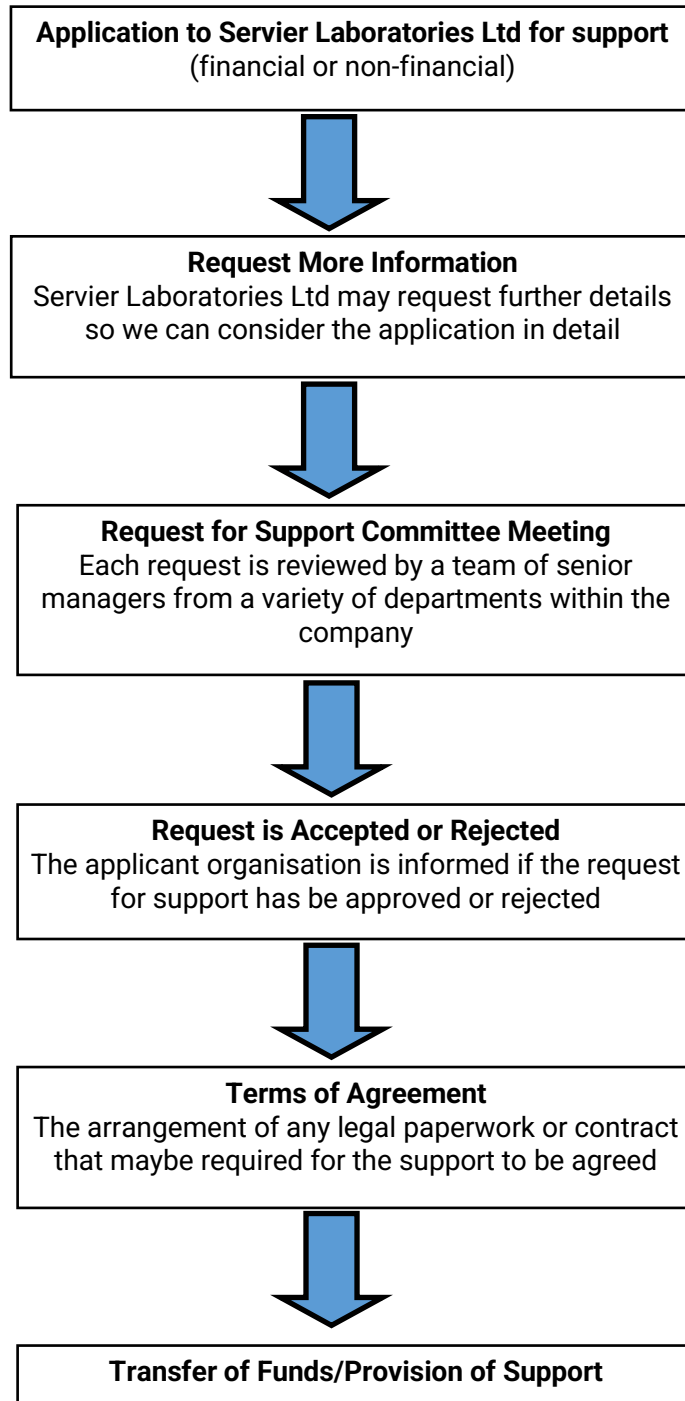 Application to Servier Laboratories Ltd for support
(financial or non-financial)
Request More Information
Servier Laboratories Ltd may request further details
so we can consider the application in detail
Request for Support Committee Meeting
Each request is reviewed by a team of senior
managers from a variety of departments within the
company
Request is Accepted or Rejected
The applicant organisation is informed if the request
for support has be approved or rejected
Terms of Agreement
The arrangement of any legal paperwork or contract
that maybe required for the support to be agreed
Transfer of Funds/Provision of Support